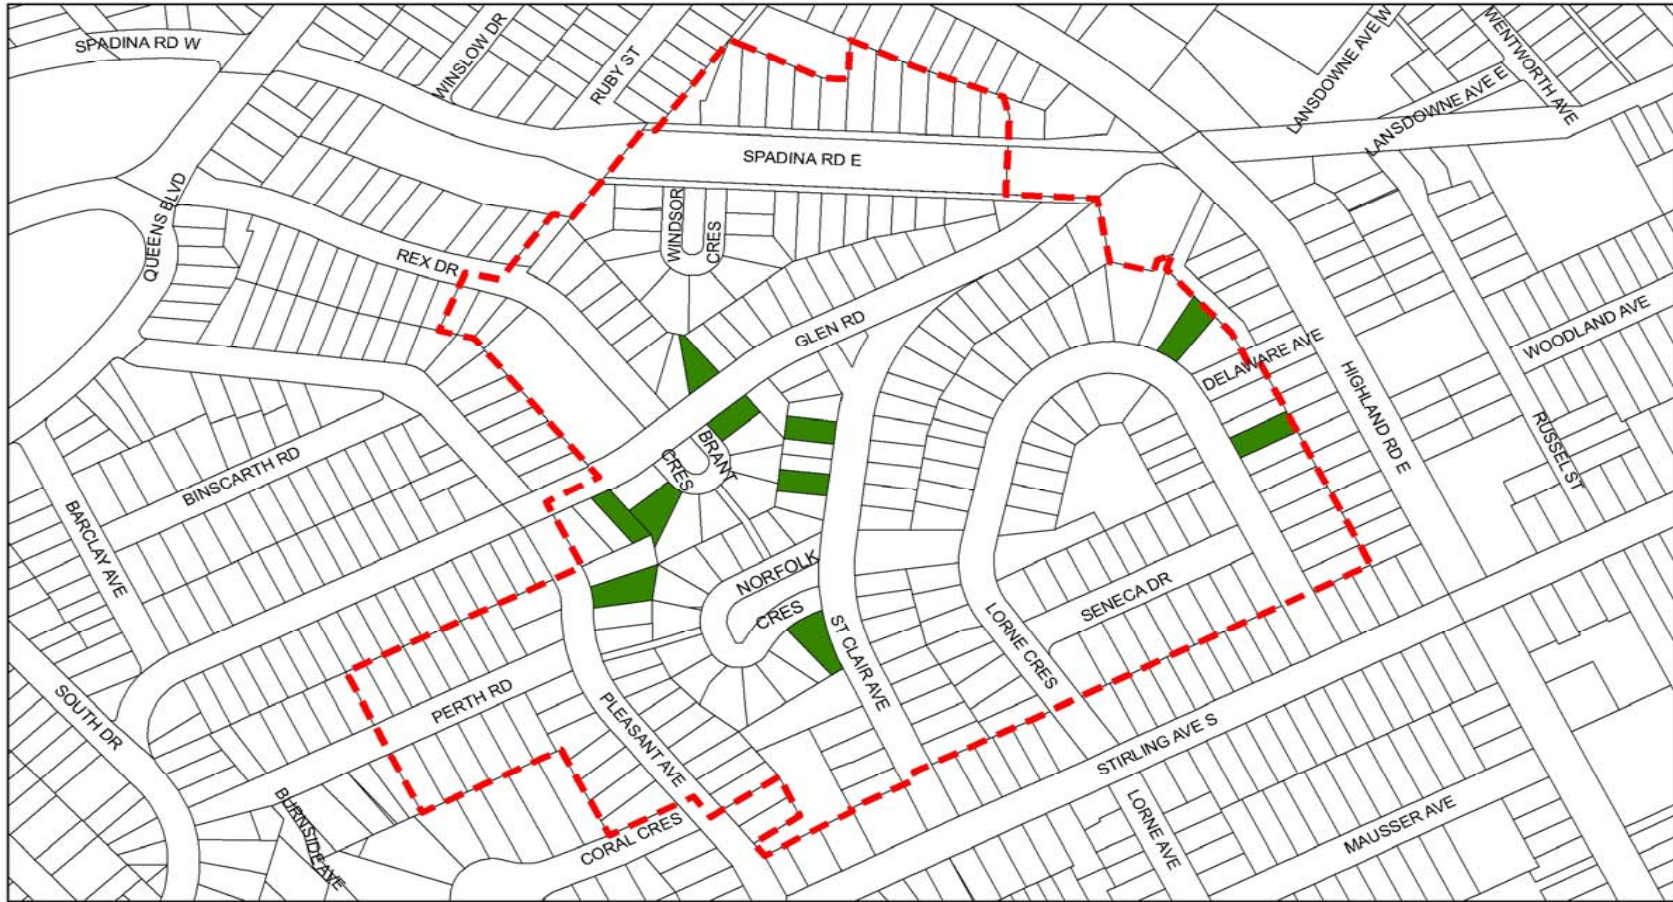 SPADINA RD W
WINSLOW DR
RUBY ST
LANSDOWNE AVE W
WENTWORTH AVE
LANSDOWNE AVE E
SPADINA RD E
QUEENS BLVD
WINDSOR
CRES
REX DR
GLEN RD
DELAWARE AVE
WOODLAND AVE
HIGHLAND RD E
RUSSEL ST
BRANT
CRES
BINSCARTH RD
BARCLAY AVE
NORFOLK
CRES
SENECA DR
LORNE CRES
ST CLAIR AVE
PERTH RD
PLEASANT AVE
SOUTH DR
STIRLING AVE S
BURNSIDE AVE
CORAL CRES
LORNE AVE
MAUSSER AVE